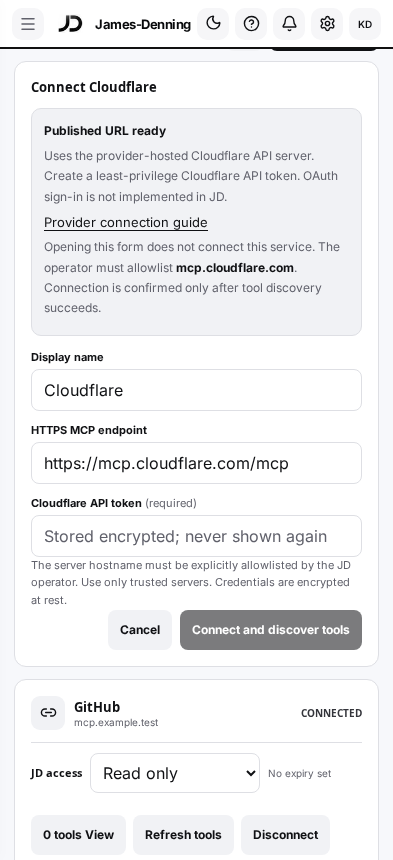 JD James-Denning KD
Connect Cloudflare
Published URL ready
Uses the provider-hosted Cloudflare API server.
Create a least-privilege Cloudflare API token. OAuth
sign-in is not implemented in JD.
Provider connection guide
Opening this form does not connect this service. The
operator must allowlist mcp.cloudflare.com.
Connection is confirmed only after tool discovery
succeeds.
Display name
Cloudflare
HTTPS MCP endpoint
https://mcp.cloudflare.com/mcp
Cloudflare API token (required)
Stored encrypted; never shown again
The server hostname must be explicitly allowlisted by the JD
operator. Use only trusted servers. Credentials are encrypted
at rest.
Cancel Connect and discover tools
GitHub
mcp.example.test
CONNECTED
JD access Read only No expiry set
0 tools View Refresh tools Disconnect